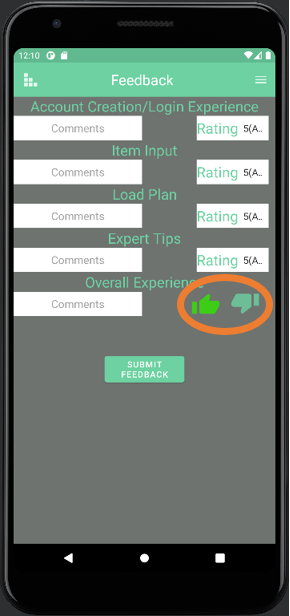 12:10
Feedback
Account Creation/Login Experience
Comments Rating 5(A..
Item Input
Comments Rating 5(A..
Load Plan
Comments Rating 5(A..
Expert Tips
Comments Rating 5(A..
Overall Experience
Comments
SUBMIT
FEEDBACK